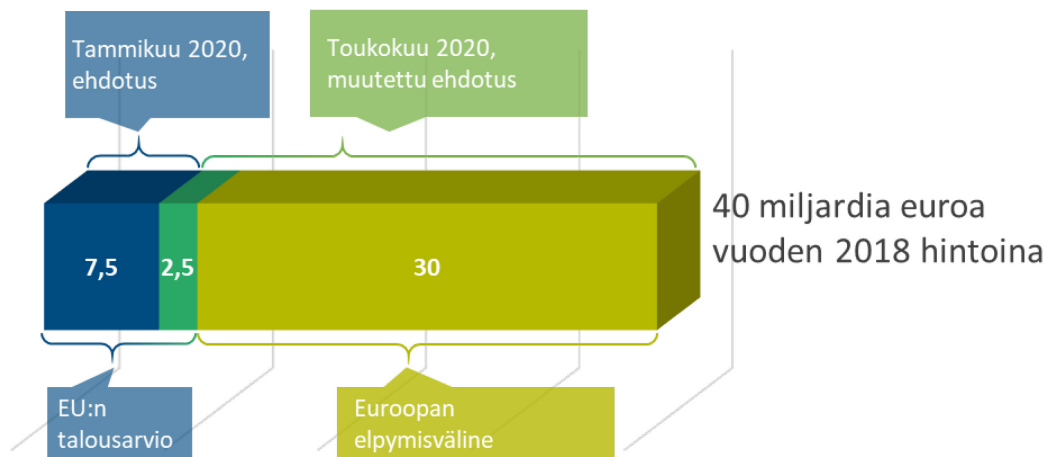 Tammikuu 2020,
ehdotus
Toukokuu 2020,
muutettu ehdotus
7,5
2,5
30
40 miljardia euroa
vuoden 2018 hintoina
EU:n
talousarvio
Euroopan
elpymisväline